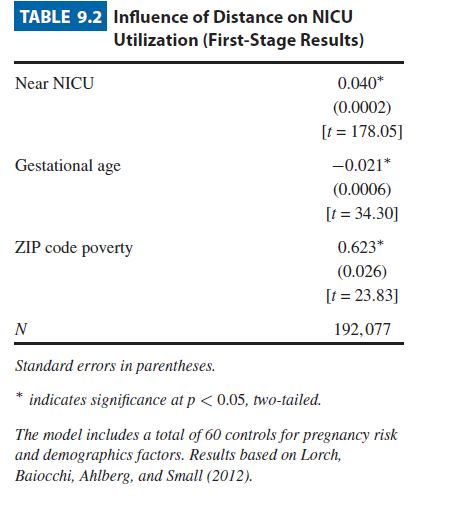 TABLE 9.2 Influence of Distance on NICU
Utilization (First-Stage Results)
Near NICU 0.040*
(0.0002)
[t = 178.05]
Gestational age −0.021*
(0.0006)
[t = 34.30]
ZIP code poverty 0.623*
(0.026)
[t = 23.83]
N 192,077
Standard errors in parentheses.
* indicates significance at p < 0.05, two-tailed.
The model includes a total of 60 controls for pregnancy risk
and demographics factors. Results based on Lorch,
Baiocchi, Ahlberg, and Small (2012).